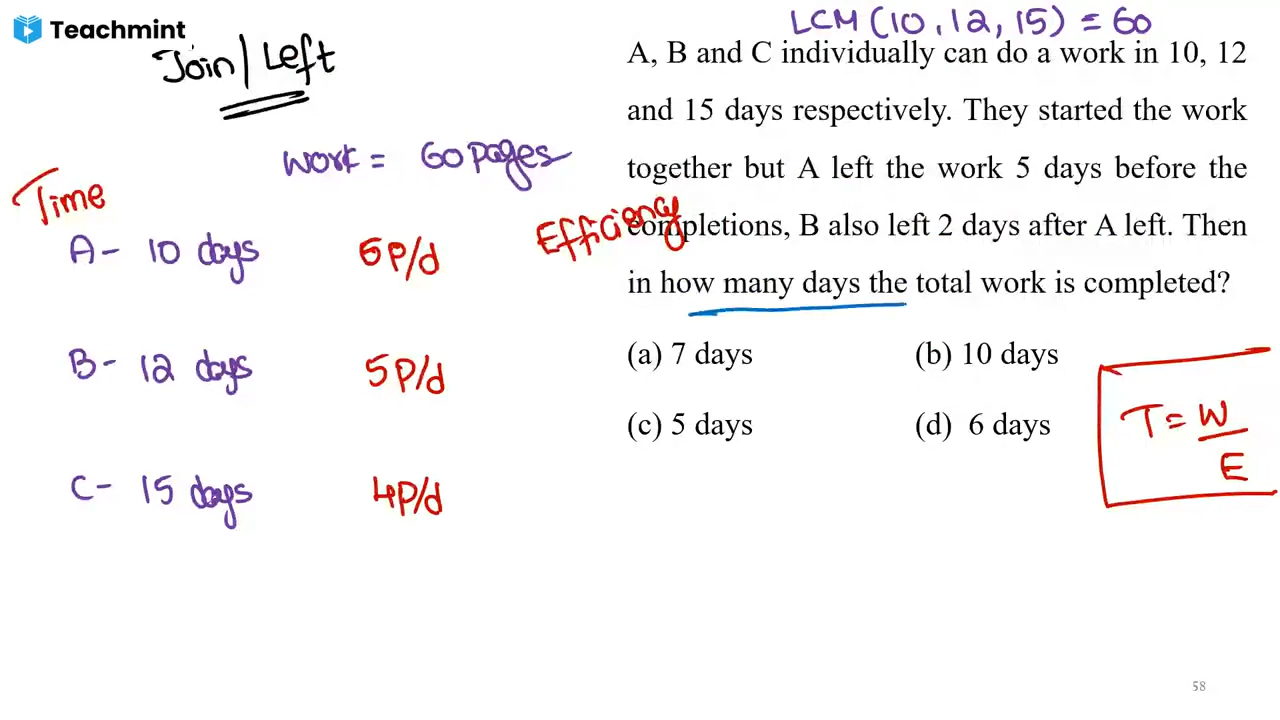 Teachmint
Join/Left
LCM (10, 12, 15) = 60
A, B and C individually can do a work in 10, 12
and 15 days respectively. They started the work
together but A left the work 5 days before the
completions, B also left 2 days after A left. Then
in how many days the total work is completed?
(a) 7 days (b) 10 days
(c) 5 days (d) 6 days
work = 60 pages
Time Efficiency
A - 10 days 6P/d
B - 12 days 5P/d
C - 15 days 4P/d
T = W
E
58